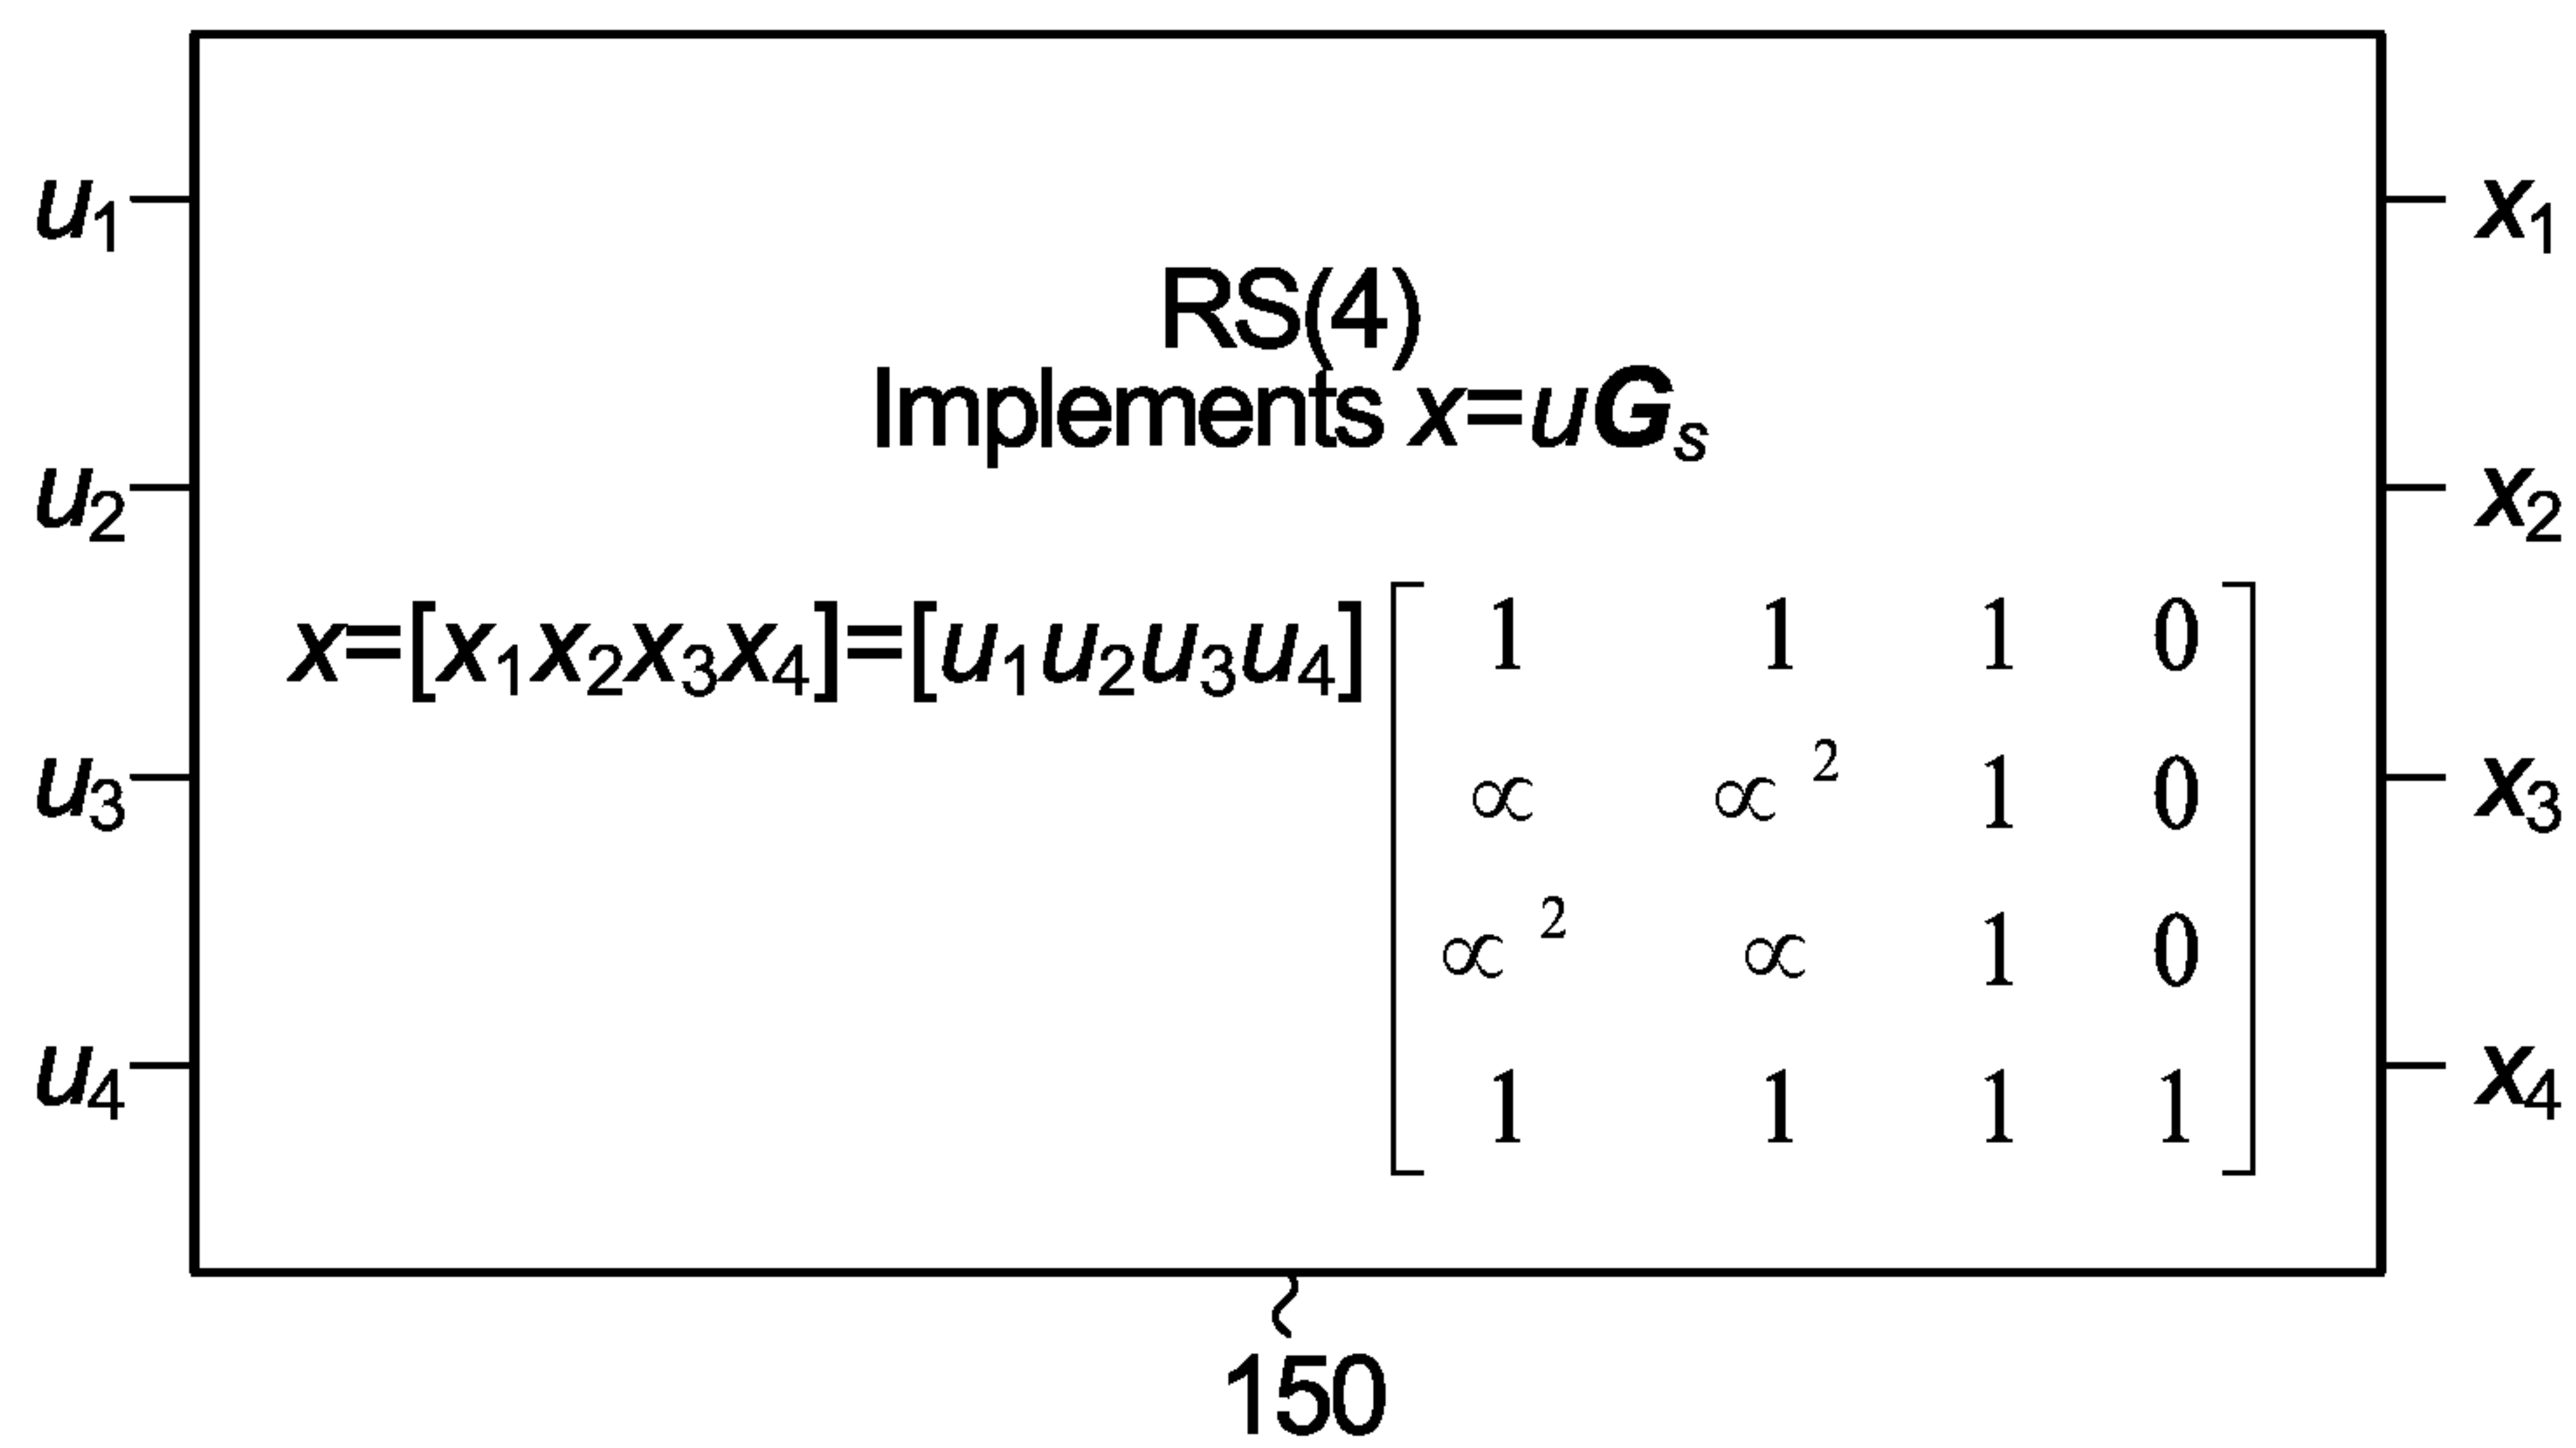 RS(4)
Implements x=uGₛ
u₁ x₁
u₂ x₂
x=[x₁x₂x₃x₄]=[u₁u₂u₃u₄]
1 1 1 0
∝ ∝² 1 0
∝² ∝ 1 0
1 1 1 1
u₃ x₃
u₄ x₄
150